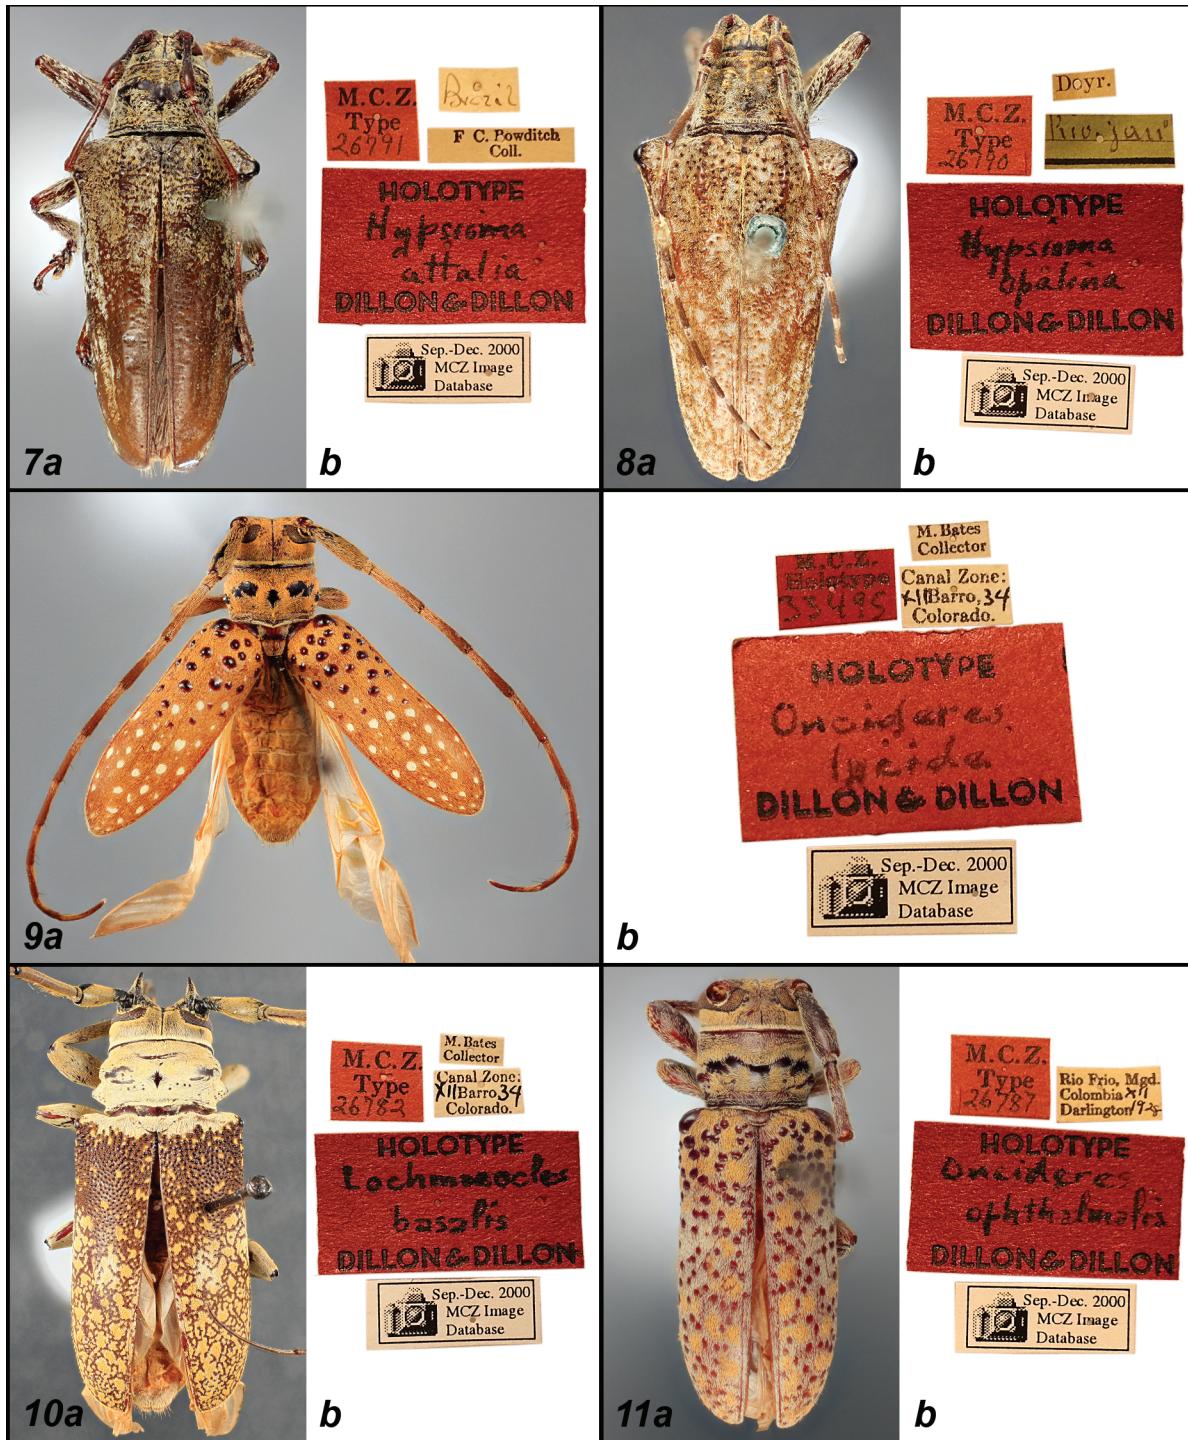 7a
M.C.Z.
Type
26791
Brazil
F C. Powditch
Coll.
HOLOTYPE
Hypsioma
attalia
DILLON & DILLON
Sep.-Dec. 2000
MCZ Image
Database
b
8a
M.C.Z.
Type
26790
Doyr.
Rio. jan
HOLOTYPE
Hypsioma
opalina
DILLON & DILLON
Sep.-Dec. 2000
MCZ Image
Database
b
9a
M.C.Z.
Holotype
33495
M. Bates
Collector
Canal Zone:
XII Barro, 34
Colorado.
HOLOTYPE
Oncideres
lucida
DILLON & DILLON
Sep.-Dec. 2000
MCZ Image
Database
b
10a
M.C.Z.
Type
26782
M. Bates
Collector
Canal Zone:
XII Barro 34
Colorado.
HOLOTYPE
Lochmaeocles
basalis
DILLON & DILLON
Sep.-Dec. 2000
MCZ Image
Database
b
11a
M.C.Z.
Type
26787
Rio Frio, Mgd.
Colombia XII
Darlington 1928
HOLOTYPE
Oncideres
ophthalmalis
DILLON & DILLON
Sep.-Dec. 2000
MCZ Image
Database
b